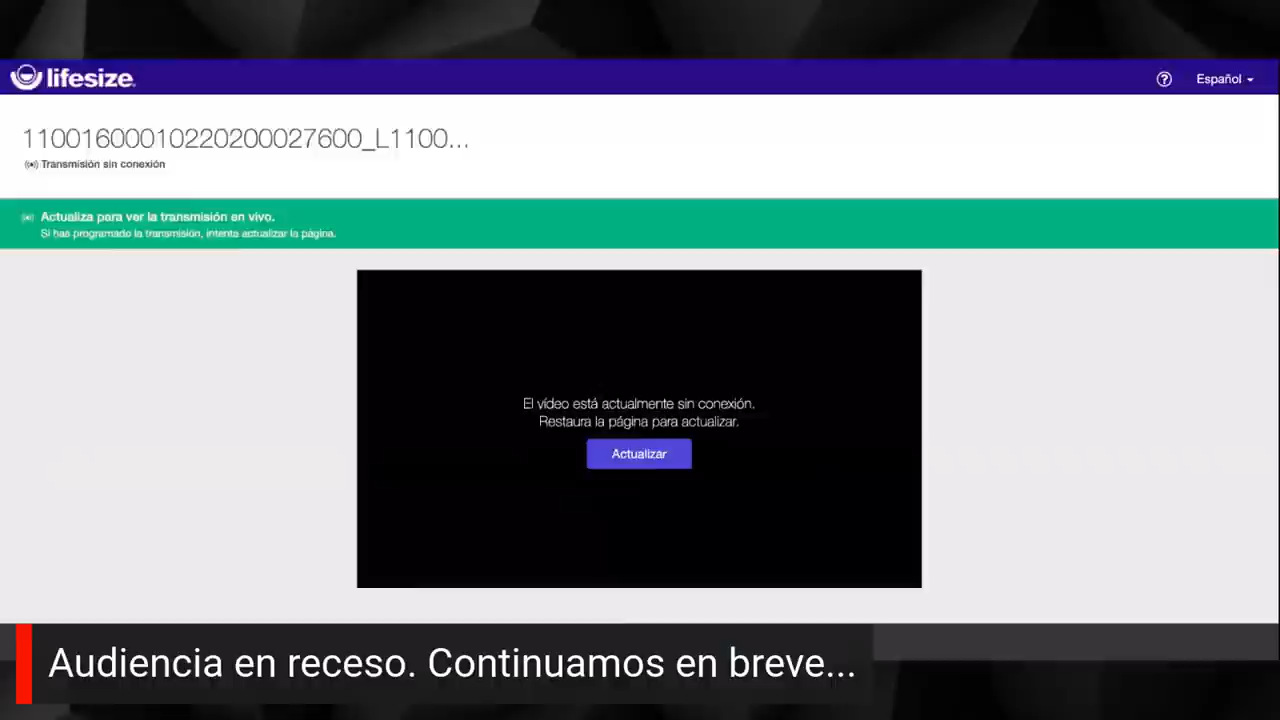 lifesize
Español
11001600010220200027600_L1100...
Transmisión sin conexión
Actualiza para ver la transmisión en vivo.
Si has programado la transmisión, intenta actualizar la página.
El vídeo está actualmente sin conexión.
Restaura la página para actualizar.
Actualizar
Audiencia en receso. Continuamos en breve...